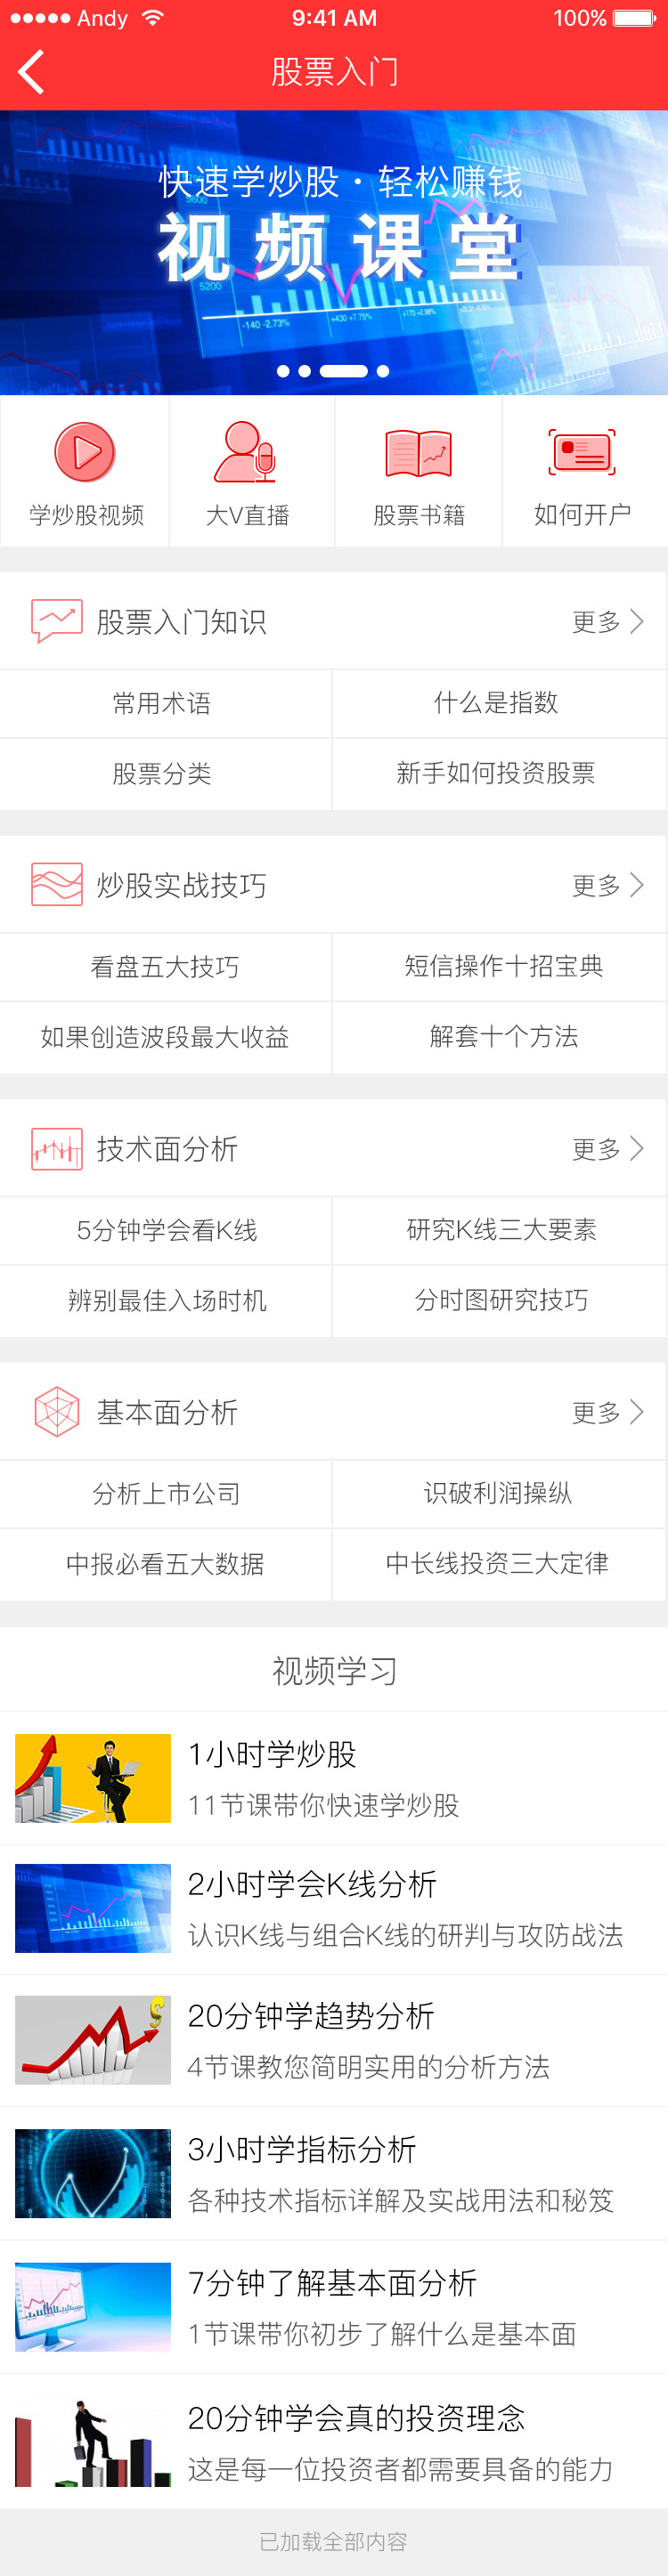 Andy
9:41 AM
100%
股票入门
快速学炒股·轻松赚钱
视频课堂
5600
5200
-140 -2.73%
+430 +7.75%
+170 +2.98%
学炒股视频
大V直播
股票书籍
如何开户
股票入门知识
更多
常用术语
什么是指数
股票分类
新手如何投资股票
炒股实战技巧
更多
看盘五大技巧
短信操作十招宝典
如果创造波段最大收益
解套十个方法
技术面分析
更多
5分钟学会看K线
研究K线三大要素
辨别最佳入场时机
分时图研究技巧
基本面分析
更多
分析上市公司
识破利润操纵
中报必看五大数据
中长线投资三大定律
视频学习
1小时学炒股
11节课带你快速学炒股
2小时学会K线分析
认识K线与组合K线的研判与攻防战法
20分钟学趋势分析
4节课教您简明实用的分析方法
3小时学指标分析
各种技术指标详解及实战用法和秘笈
7分钟了解基本面分析
1节课带你初步了解什么是基本面
20分钟学会真的投资理念
这是每一位投资者都需要具备的能力
已加载全部内容